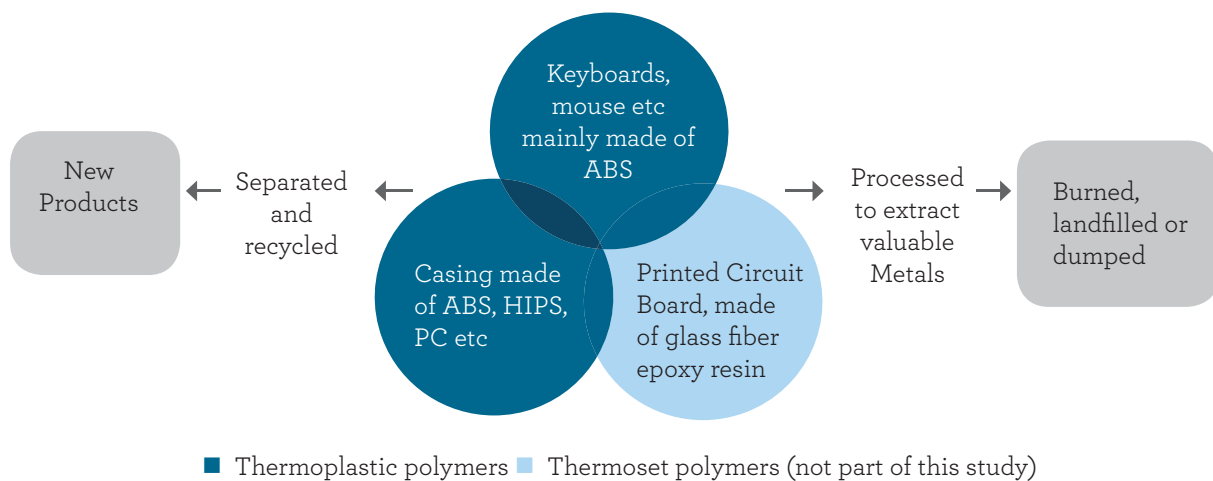 Keyboards,
mouse etc
mainly made of
ABS
New
Products
Separated
and
recycled
Casing made
of ABS, HIPS,
PC etc
Printed Circuit
Board, made
of glass fiber
epoxy resin
Processed
to extract
valuable
Metals
Burned,
landfilled or
dumped
Thermoplastic polymers
Thermoset polymers (not part of this study)